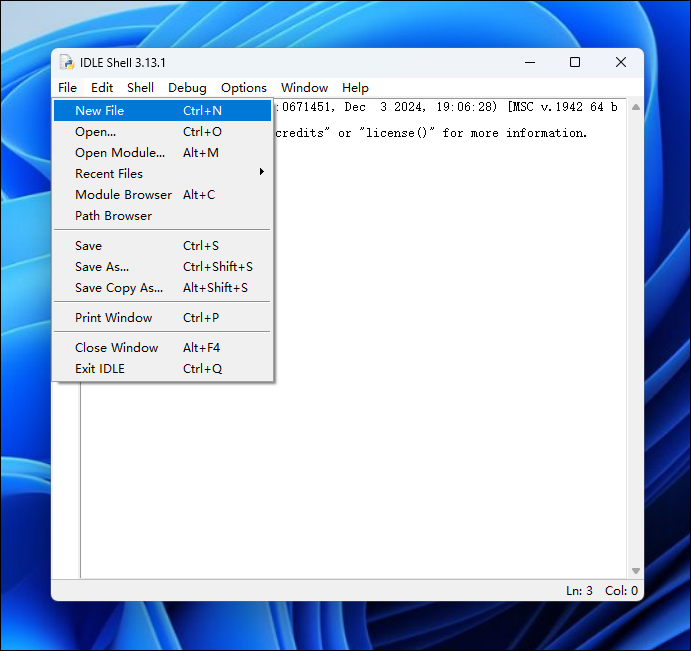 IDLE Shell 3.13.1
File Edit Shell Debug Options Window Help
:0671451, Dec  3 2024, 19:06:28) [MSC v.1942 64 b
credits" or "license()" for more information.
New File Ctrl+N
Open... Ctrl+O
Open Module... Alt+M
Recent Files
Module Browser Alt+C
Path Browser
Save Ctrl+S
Save As... Ctrl+Shift+S
Save Copy As... Alt+Shift+S
Print Window Ctrl+P
Close Window Alt+F4
Exit IDLE Ctrl+Q
Ln: 3 Col: 0